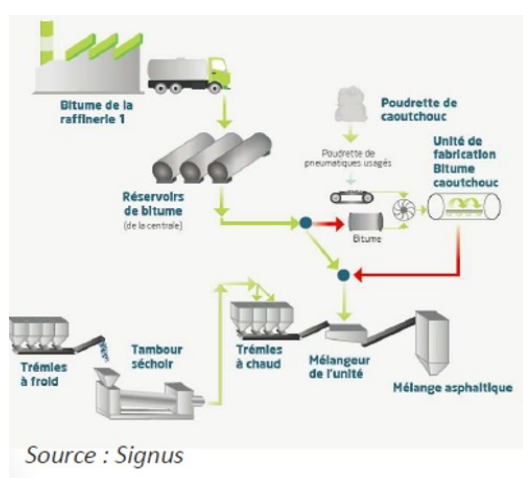 Bitume de la
raffinerie 1
Poudrette de
caoutchouc
Poudrette de
pneumatiques usagés
Unité de
fabrication
Bitume
caoutchouc
Réservoirs
de bitume
(de la centrale)
Bitume
Trémies
à froid
Tambour
séchoir
Trémies
à chaud
Mélangeur
de l'unité
Mélange asphaltique
Source : Signus